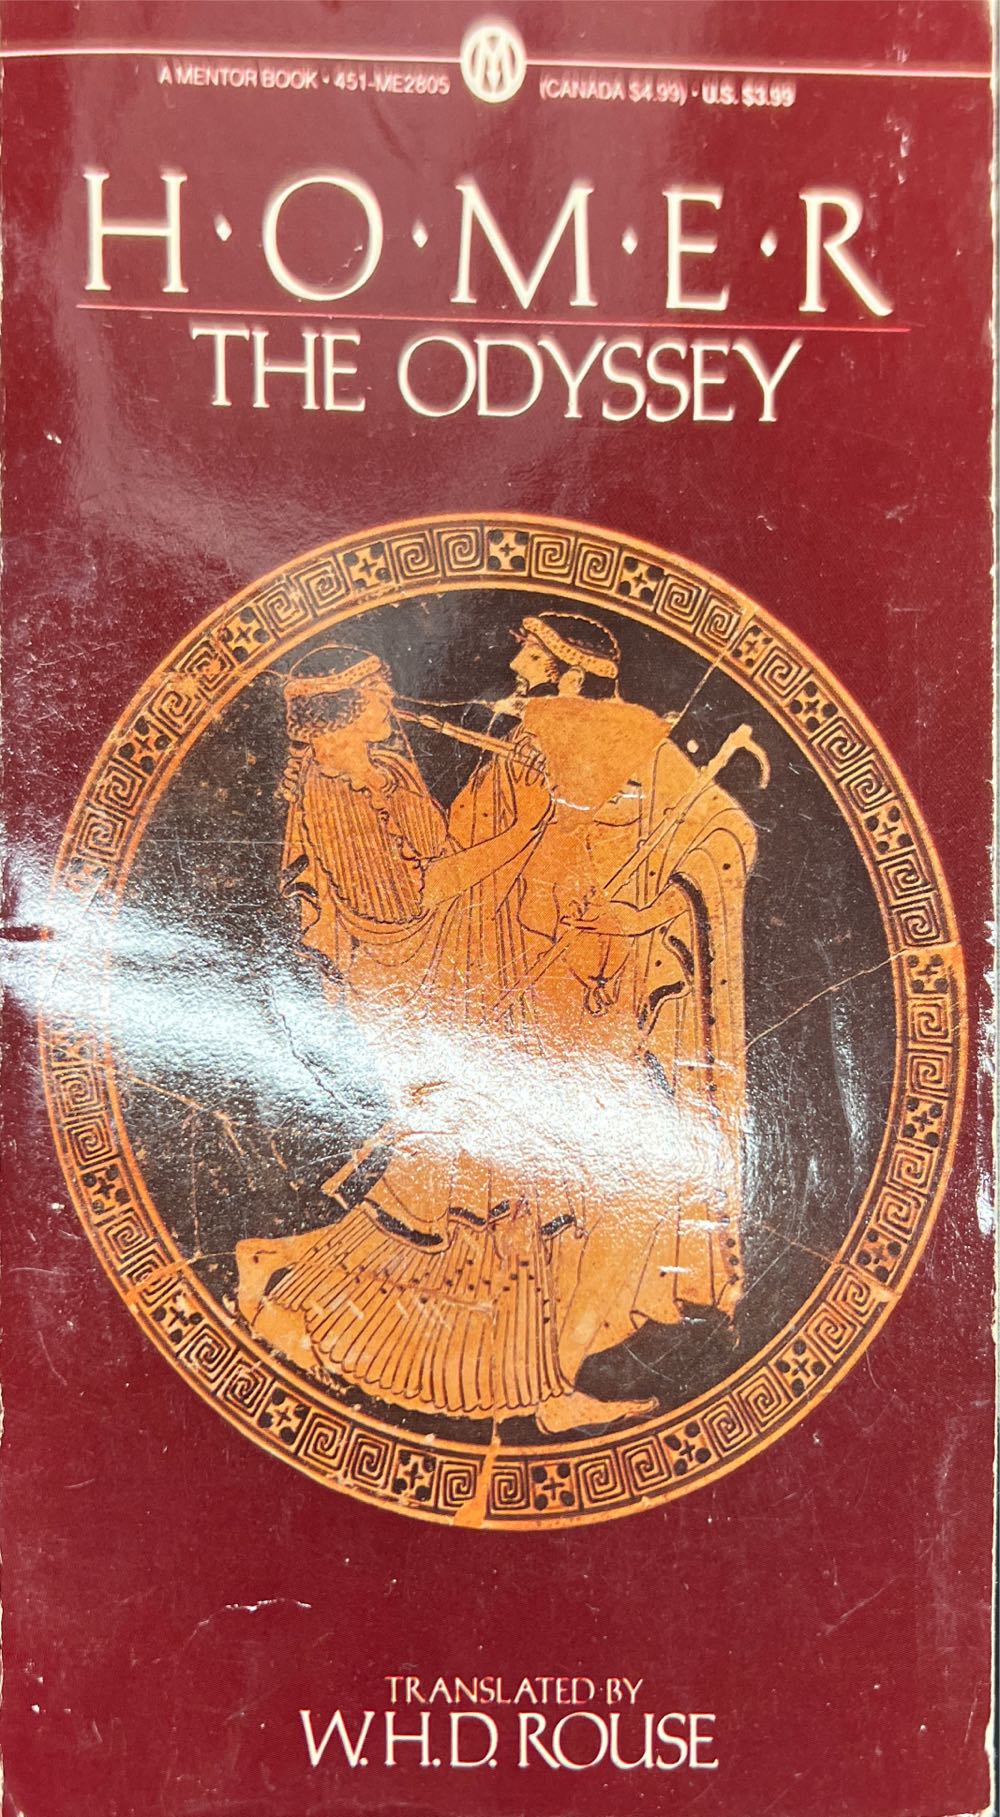 A MENTOR BOOK • 451-ME2805 (CANADA $4.99) • U.S. $3.99
H·O·M·E·R
THE ODYSSEY
TRANSLATED BY
W.H.D. ROUSE